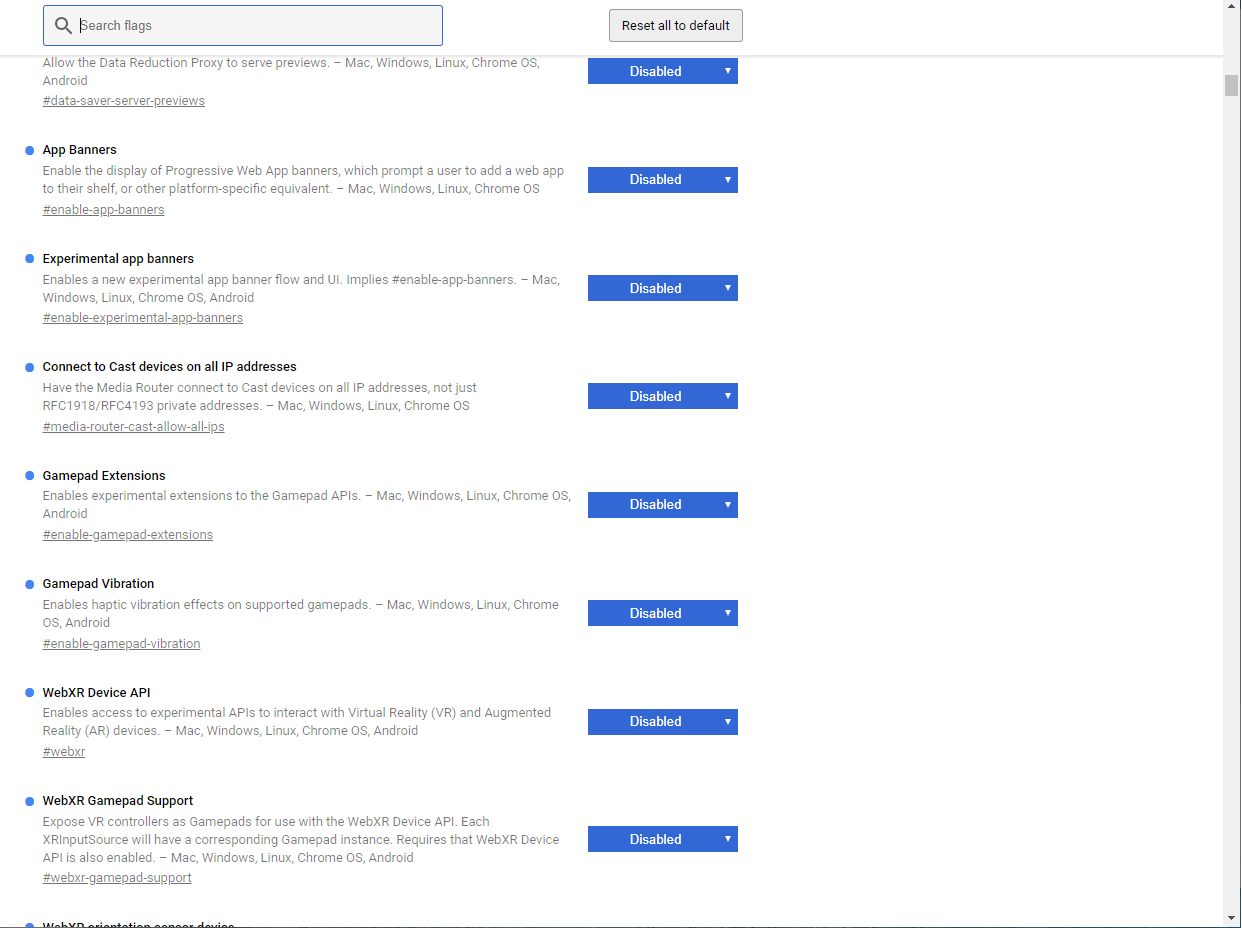 Search flags
Reset all to default
Allow the Data Reduction Proxy to serve previews. – Mac, Windows, Linux, Chrome OS,
Android
#data-saver-server-previews
Disabled
App Banners
Enable the display of Progressive Web App banners, which prompt a user to add a web app
to their shelf, or other platform-specific equivalent. – Mac, Windows, Linux, Chrome OS
#enable-app-banners
Disabled
Experimental app banners
Enables a new experimental app banner flow and UI. Implies #enable-app-banners. – Mac,
Windows, Linux, Chrome OS, Android
#enable-experimental-app-banners
Disabled
Connect to Cast devices on all IP addresses
Have the Media Router connect to Cast devices on all IP addresses, not just
RFC1918/RFC4193 private addresses. – Mac, Windows, Linux, Chrome OS
#media-router-cast-allow-all-ips
Disabled
Gamepad Extensions
Enables experimental extensions to the Gamepad APIs. – Mac, Windows, Linux, Chrome OS,
Android
#enable-gamepad-extensions
Disabled
Gamepad Vibration
Enables haptic vibration effects on supported gamepads. – Mac, Windows, Linux, Chrome
OS, Android
#enable-gamepad-vibration
Disabled
WebXR Device API
Enables access to experimental APIs to interact with Virtual Reality (VR) and Augmented
Reality (AR) devices. – Mac, Windows, Linux, Chrome OS, Android
#webxr
Disabled
WebXR Gamepad Support
Expose VR controllers as Gamepads for use with the WebXR Device API. Each
XRInputSource will have a corresponding Gamepad instance. Requires that WebXR Device
API is also enabled. – Mac, Windows, Linux, Chrome OS, Android
#webxr-gamepad-support
Disabled
WebXR orientation sensor device